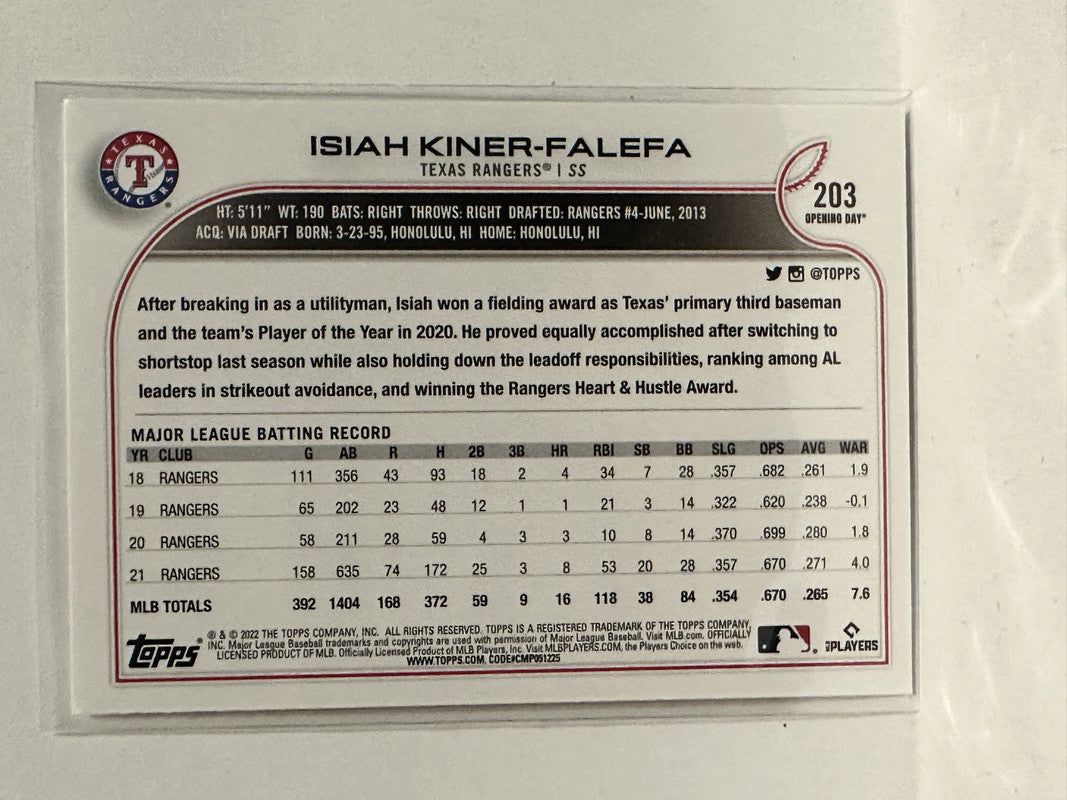 TEXAS
T
RANGERS
ISIAH KINER-FALEFA
TEXAS RANGERS® | SS
203
OPENING DAY®
HT: 5'11" WT: 190 BATS: RIGHT THROWS: RIGHT DRAFTED: RANGERS #4-JUNE, 2013
ACQ: VIA DRAFT BORN: 3-23-95, HONOLULU, HI HOME: HONOLULU, HI
@TOPPS
After breaking in as a utilityman, Isiah won a fielding award as Texas' primary third baseman
and the team's Player of the Year in 2020. He proved equally accomplished after switching to
shortstop last season while also holding down the leadoff responsibilities, ranking among AL
leaders in strikeout avoidance, and winning the Rangers Heart & Hustle Award.
MAJOR LEAGUE BATTING RECORD
YR CLUB G AB R H 2B 3B HR RBI SB BB SLG OPS AVG WAR
18 RANGERS 111 356 43 93 18 2 4 34 7 28 .357 .682 .261 1.9
19 RANGERS 65 202 23 48 12 1 1 21 3 14 .322 .620 .238 -0.1
20 RANGERS 58 211 28 59 4 3 3 10 8 14 .370 .699 .280 1.8
21 RANGERS 158 635 74 172 25 3 8 53 20 28 .357 .670 .271 4.0
MLB TOTALS 392 1404 168 372 59 9 16 118 38 84 .354 .670 .265 7.6
Topps®
® & © 2022 THE TOPPS COMPANY, INC. ALL RIGHTS RESERVED. TOPPS IS A REGISTERED TRADEMARK OF THE TOPPS COMPANY,
INC. Major League Baseball trademarks and copyrights are used with permission of Major League Baseball. Visit MLB.com. OFFICIALLY
LICENSED PRODUCT OF MLB. Officially Licensed Product of MLB Players, Inc. Visit MLBPLAYERS.COM, the Players Choice on the web.
WWW.TOPPS.COM. CODE#CMP051225
PLAYERS